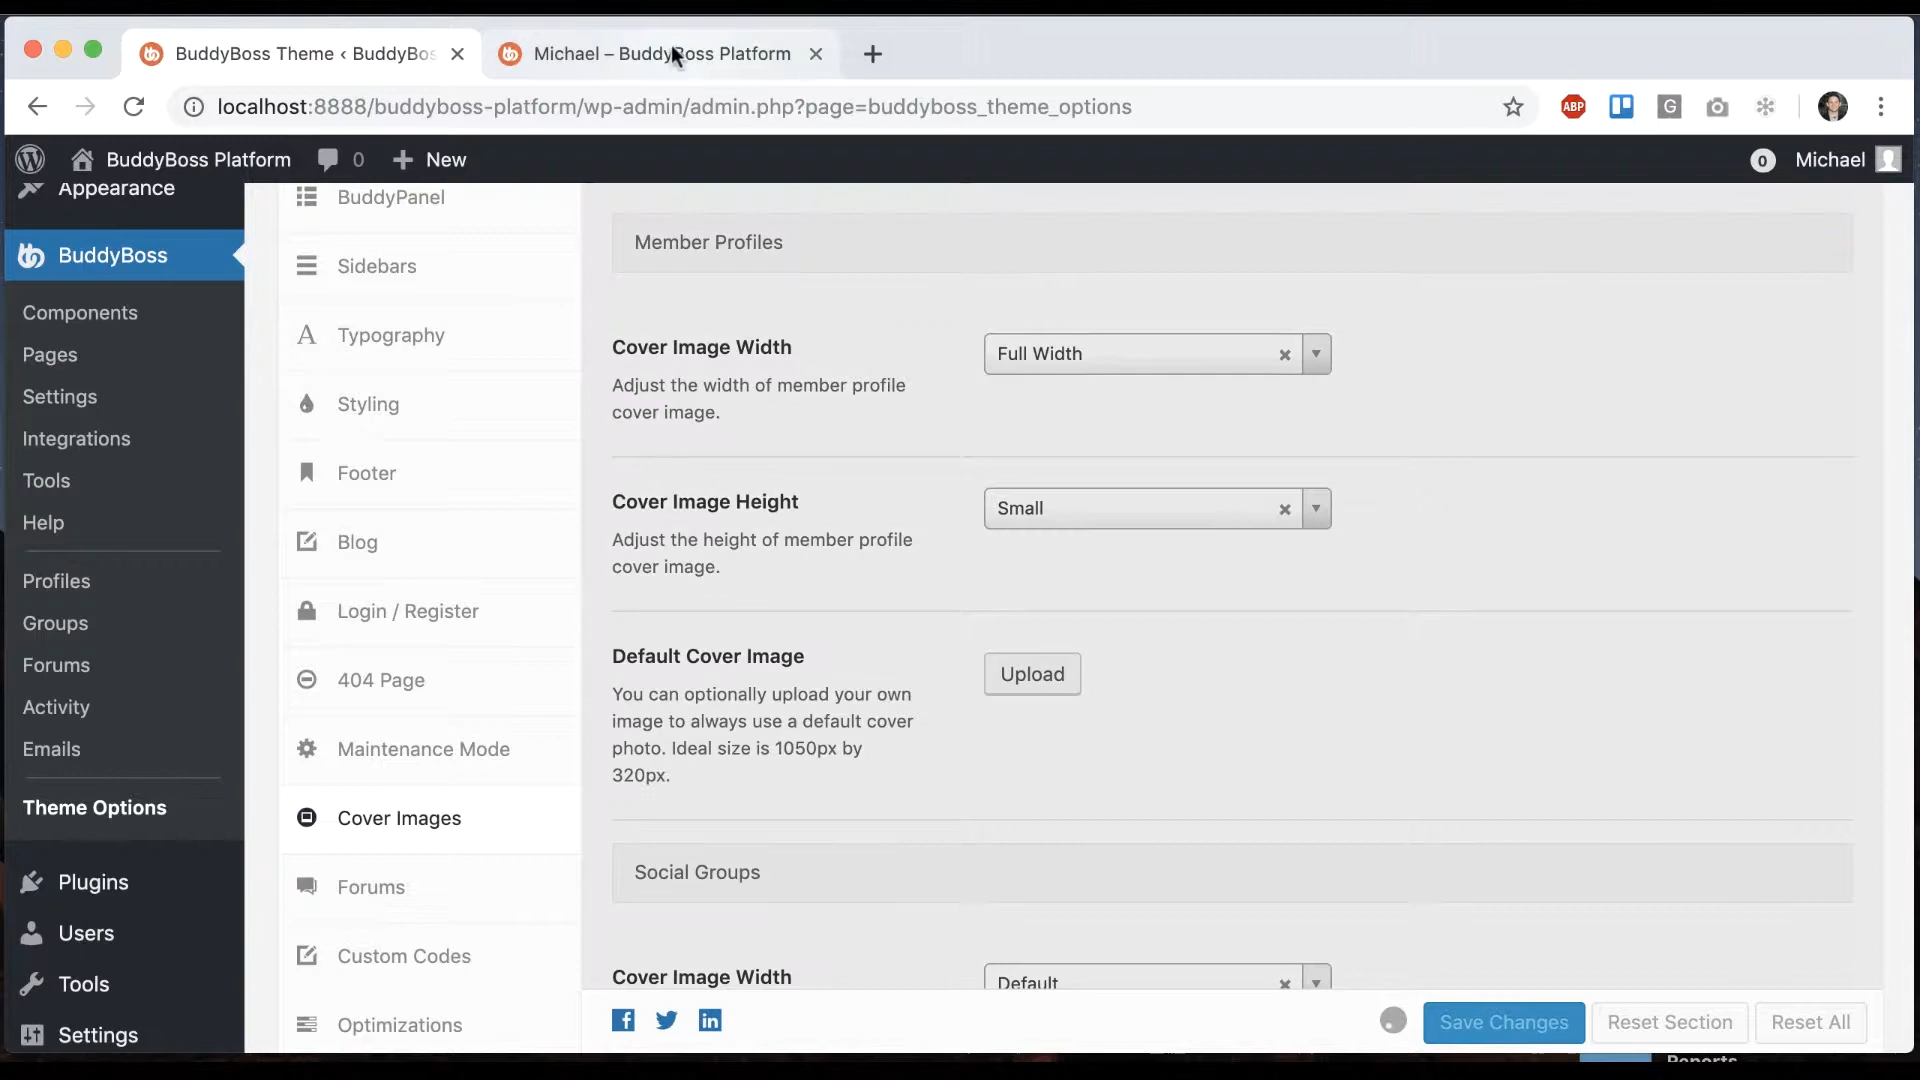 BuddyBoss Theme ‹ BuddyBos
Michael – BuddyBoss Platform
localhost:8888/buddyboss-platform/wp-admin/admin.php?page=buddyboss_theme_options
ABP
G
BuddyBoss Platform
0
New
0
Michael
Appearance
BuddyBoss
Components
Pages
Settings
Integrations
Tools
Help
Profiles
Groups
Forums
Activity
Emails
Theme Options
Plugins
Users
Tools
Settings
BuddyPanel
Sidebars
Typography
Styling
Footer
Blog
Login / Register
404 Page
Maintenance Mode
Cover Images
Forums
Custom Codes
Optimizations
Member Profiles
Cover Image Width
Adjust the width of member profile
cover image.
Full Width
Cover Image Height
Adjust the height of member profile
cover image.
Small
Default Cover Image
You can optionally upload your own
image to always use a default cover
photo. Ideal size is 1050px by
320px.
Upload
Social Groups
Cover Image Width
Default
Save Changes
Reset Section
Reset All
Reports